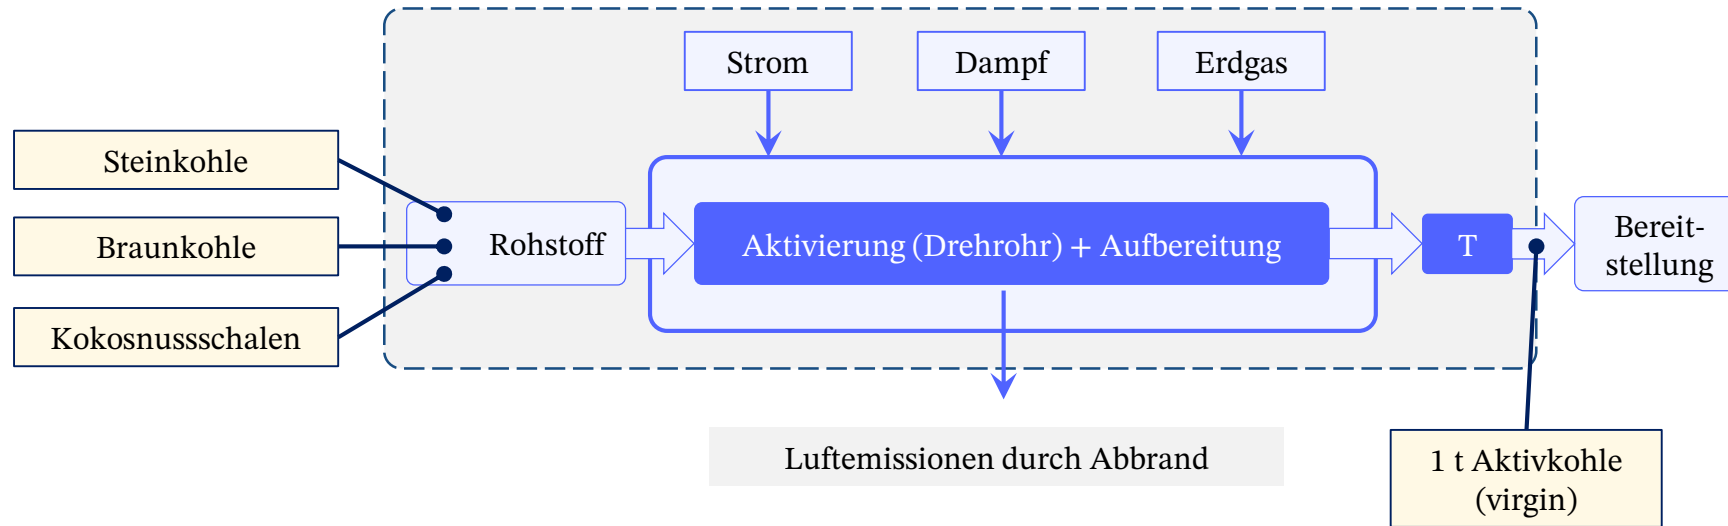 Strom
Dampf
Erdgas
Steinkohle
Braunkohle
Kokosnussschalen
Rohstoff
Aktivierung (Drehrohr) + Aufbereitung
T
Bereit-
stellung
Luftemissionen durch Abbrand
1 t Aktivkohle
(virgin)